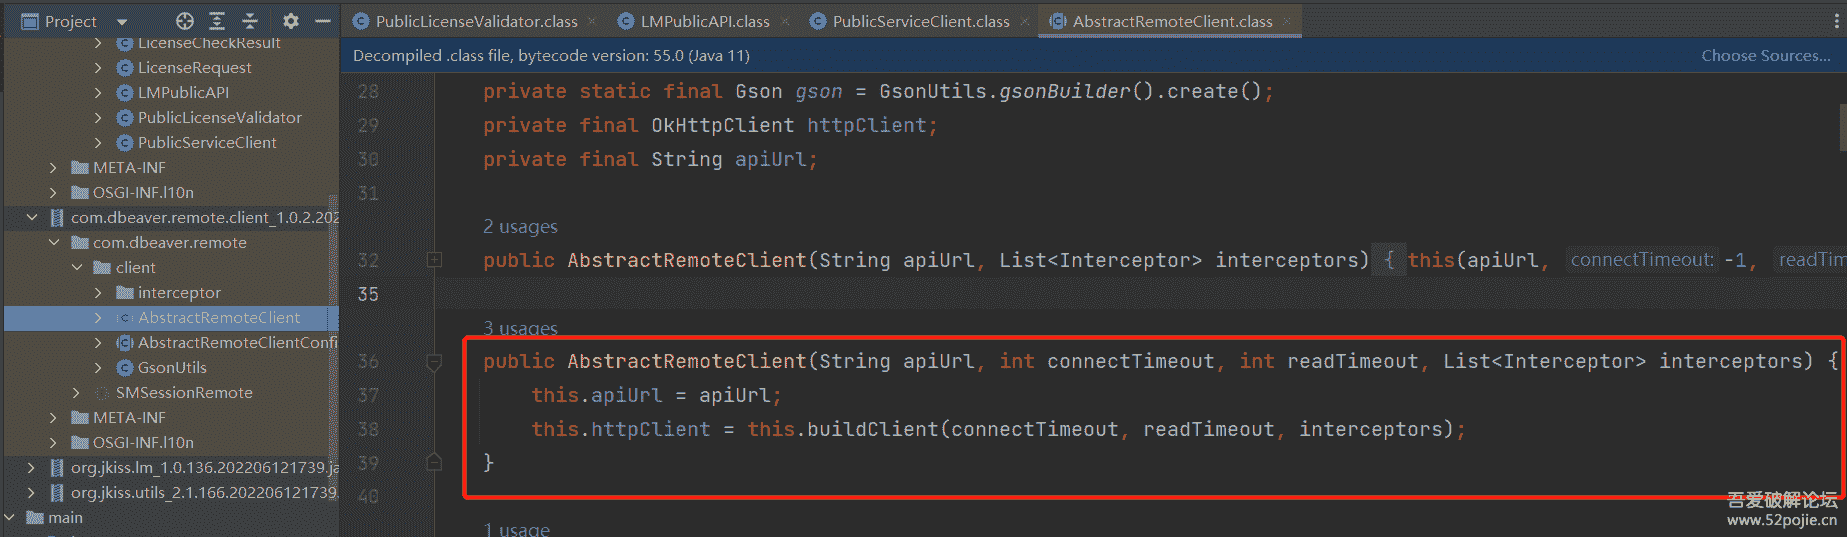 Project
PublicLicenseValidator.class
LMPublicAPI.class
PublicServiceClient.class
AbstractRemoteClient.class
LicenseCheckResult
LicenseRequest
LMPublicAPI
PublicLicenseValidator
PublicServiceClient
META-INF
OSGI-INF.l10n
com.dbeaver.remote.client_1.0.2.202
com.dbeaver.remote
client
interceptor
AbstractRemoteClient
AbstractRemoteClientConfi
GsonUtils
SMSessionRemote
META-INF
OSGI-INF.l10n
org.jkiss.lm_1.0.136.202206121739.ja
org.jkiss.utils_2.1.166.202206121739.
main
Decompiled .class file, bytecode version: 55.0 (Java 11)
Choose Sources...
28 private static final Gson gson = GsonUtils.gsonBuilder().create();
29 private final OkHttpClient httpClient;
30 private final String apiUrl;
31
2 usages
32 public AbstractRemoteClient(String apiUrl, List<Interceptor> interceptors) { this(apiUrl, connectTimeout: -1, readTim
35
3 usages
36 public AbstractRemoteClient(String apiUrl, int connectTimeout, int readTimeout, List<Interceptor> interceptors) {
37 this.apiUrl = apiUrl;
38 this.httpClient = this.buildClient(connectTimeout, readTimeout, interceptors);
39 }
40
1 usage
吾爱破解论坛
www.52pojie.cn